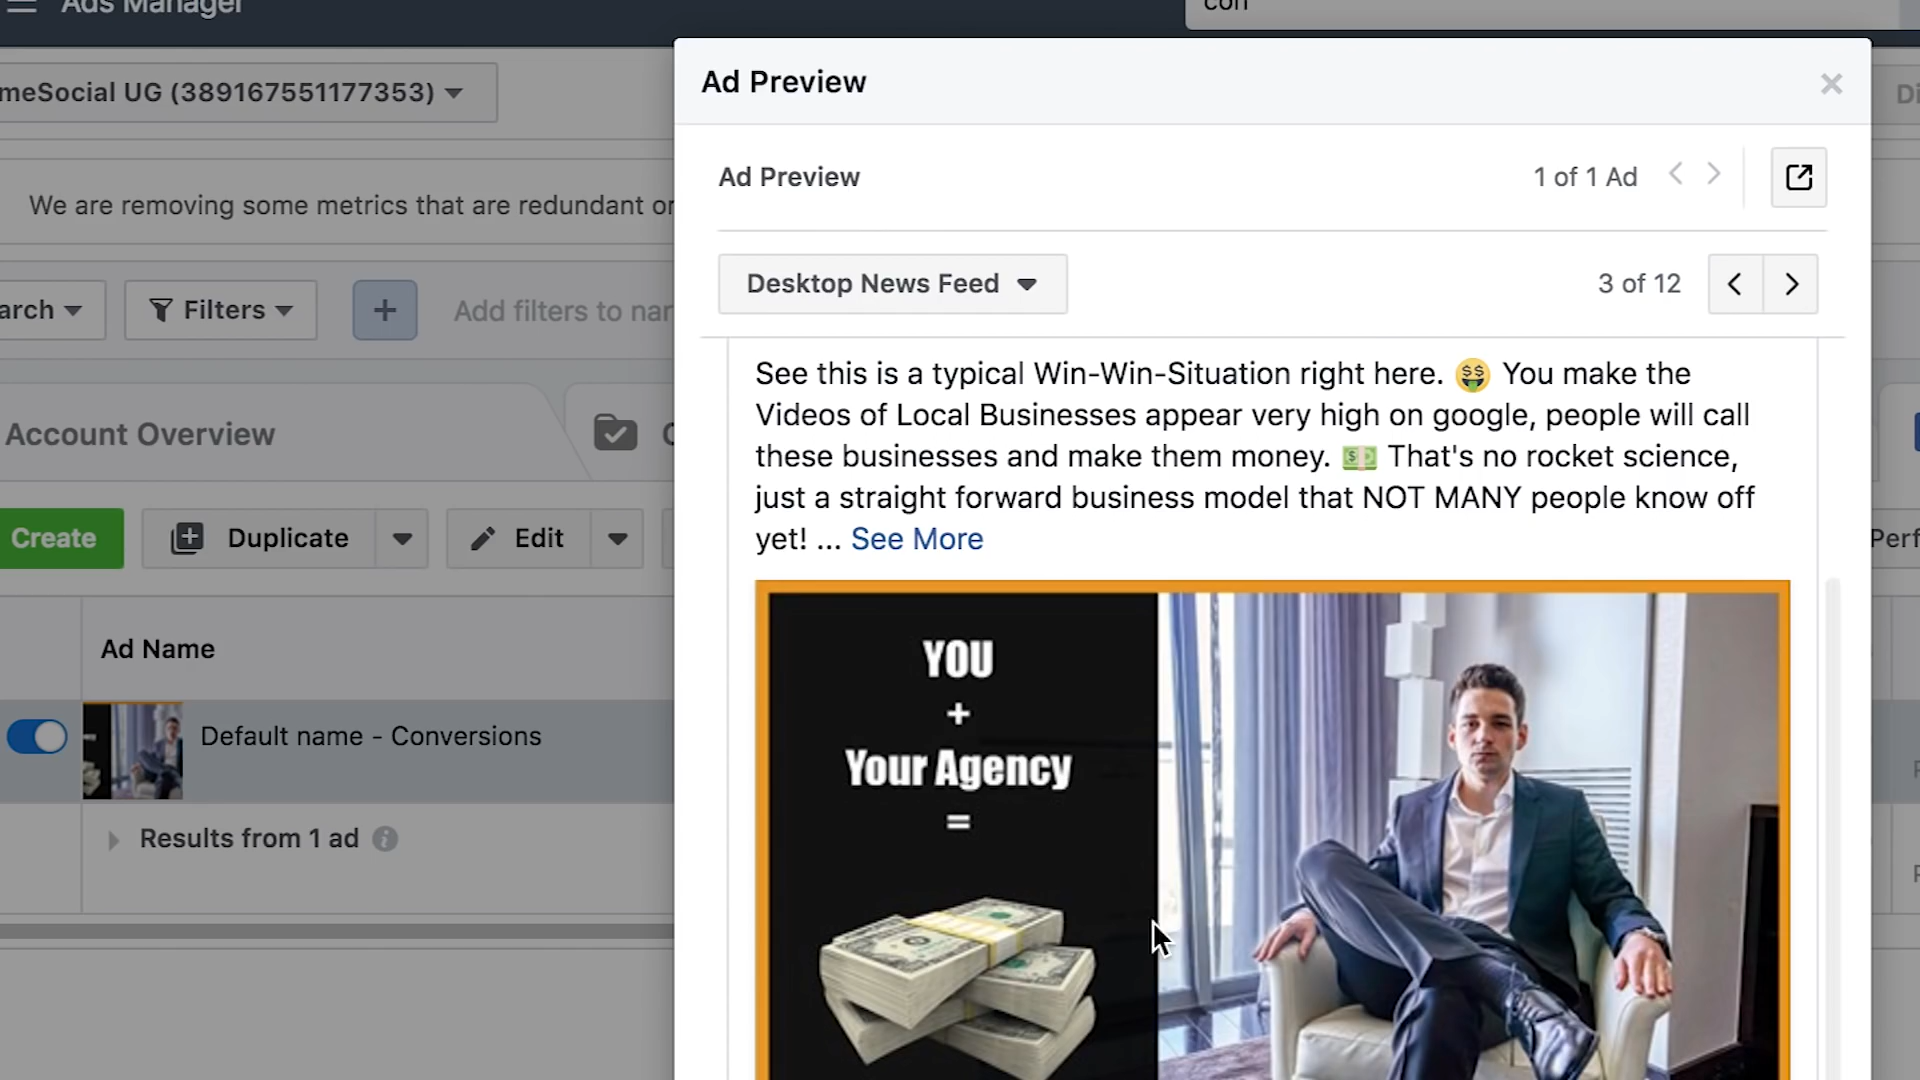 Ads Manager
con
Ad Preview
meSocial UG (389167551177353)
Ad Preview
1 of 1 Ad
We are removing some metrics that are redundant or
Desktop News Feed
3 of 12
arch
Filters
+
Add filters to nar
See this is a typical Win-Win-Situation right here. 🤑 You make the
Videos of Local Businesses appear very high on google, people will call
these businesses and make them money. 💵 That's no rocket science,
just a straight forward business model that NOT MANY people know off
yet! ... See More
Account Overview
Create
Duplicate
Edit
Perf
Ad Name
Default name - Conversions
Results from 1 ad
YOU
+
Your Agency
=